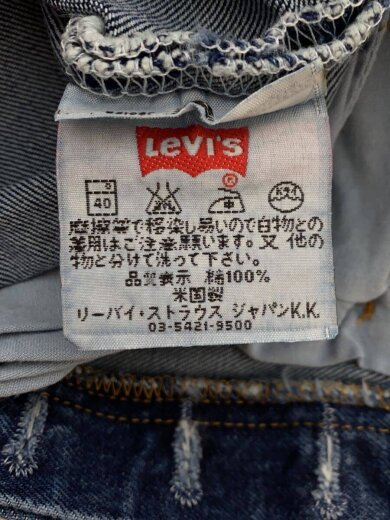 Levi's
®
40 ドライ
摩擦等で移染し易いので白物との
着用はご注意願います。又 他の
物と分けて洗って下さい。
品質表示 綿100%
米国製
リーバイ・ストラウス ジャパンK.K.
03-5421-9500